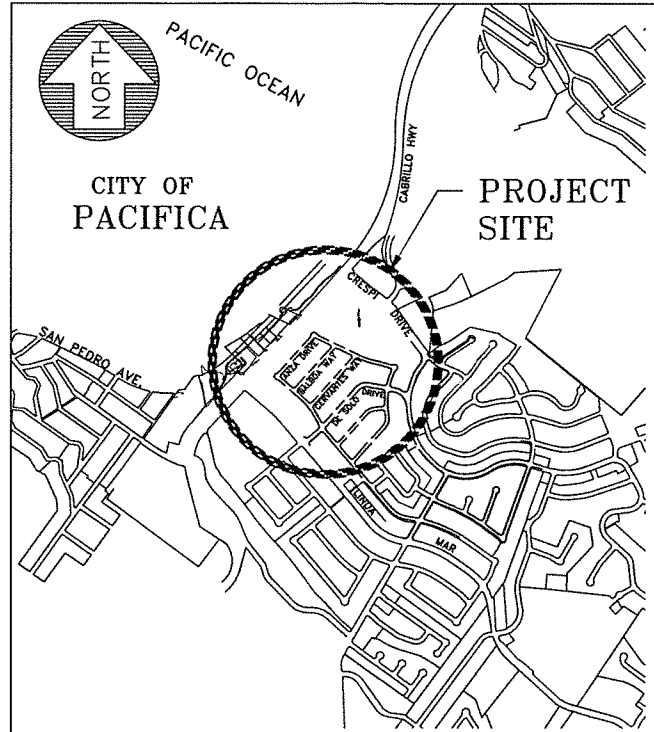 NORTH
PACIFIC OCEAN
CITY OF
PACIFICA
CABRILLO HWY
PROJECT
SITE
CRESPI
DRIVE
SAN PEDRO AVE.
BALBOA WAY
CERVANTES WAY
DE SOLO DRIVE
LINDA
MAR